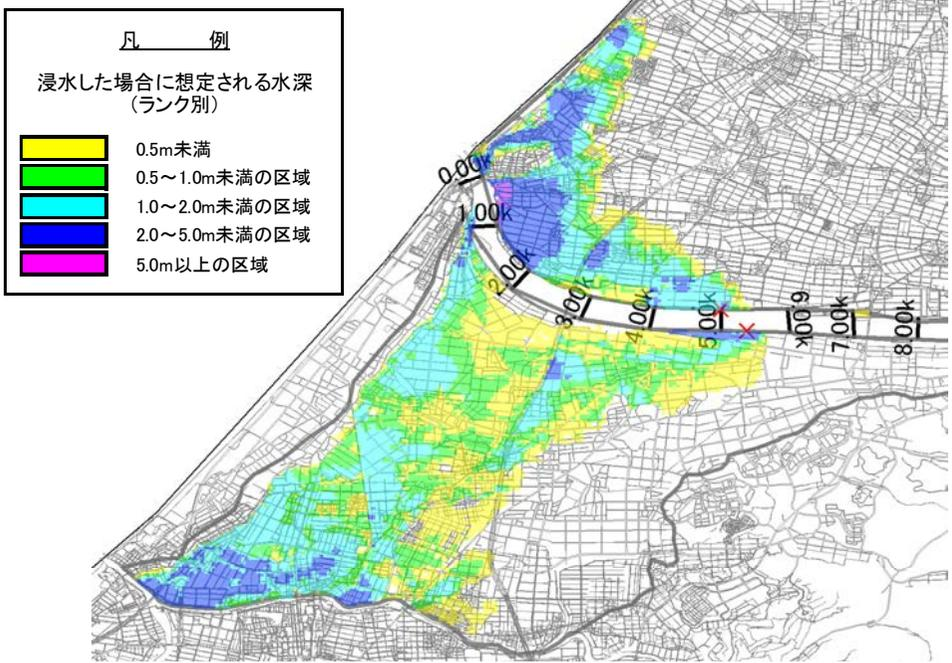 凡　　例
浸水した場合に想定される水深
(ランク別)
0.5m未満
0.5～1.0m未満の区域
1.0～2.0m未満の区域
2.0～5.0m未満の区域
5.0m以上の区域
0.00k
1.00k
2.00k
3.00k
4.00k
5.00k
6.00k
7.00k
8.00k